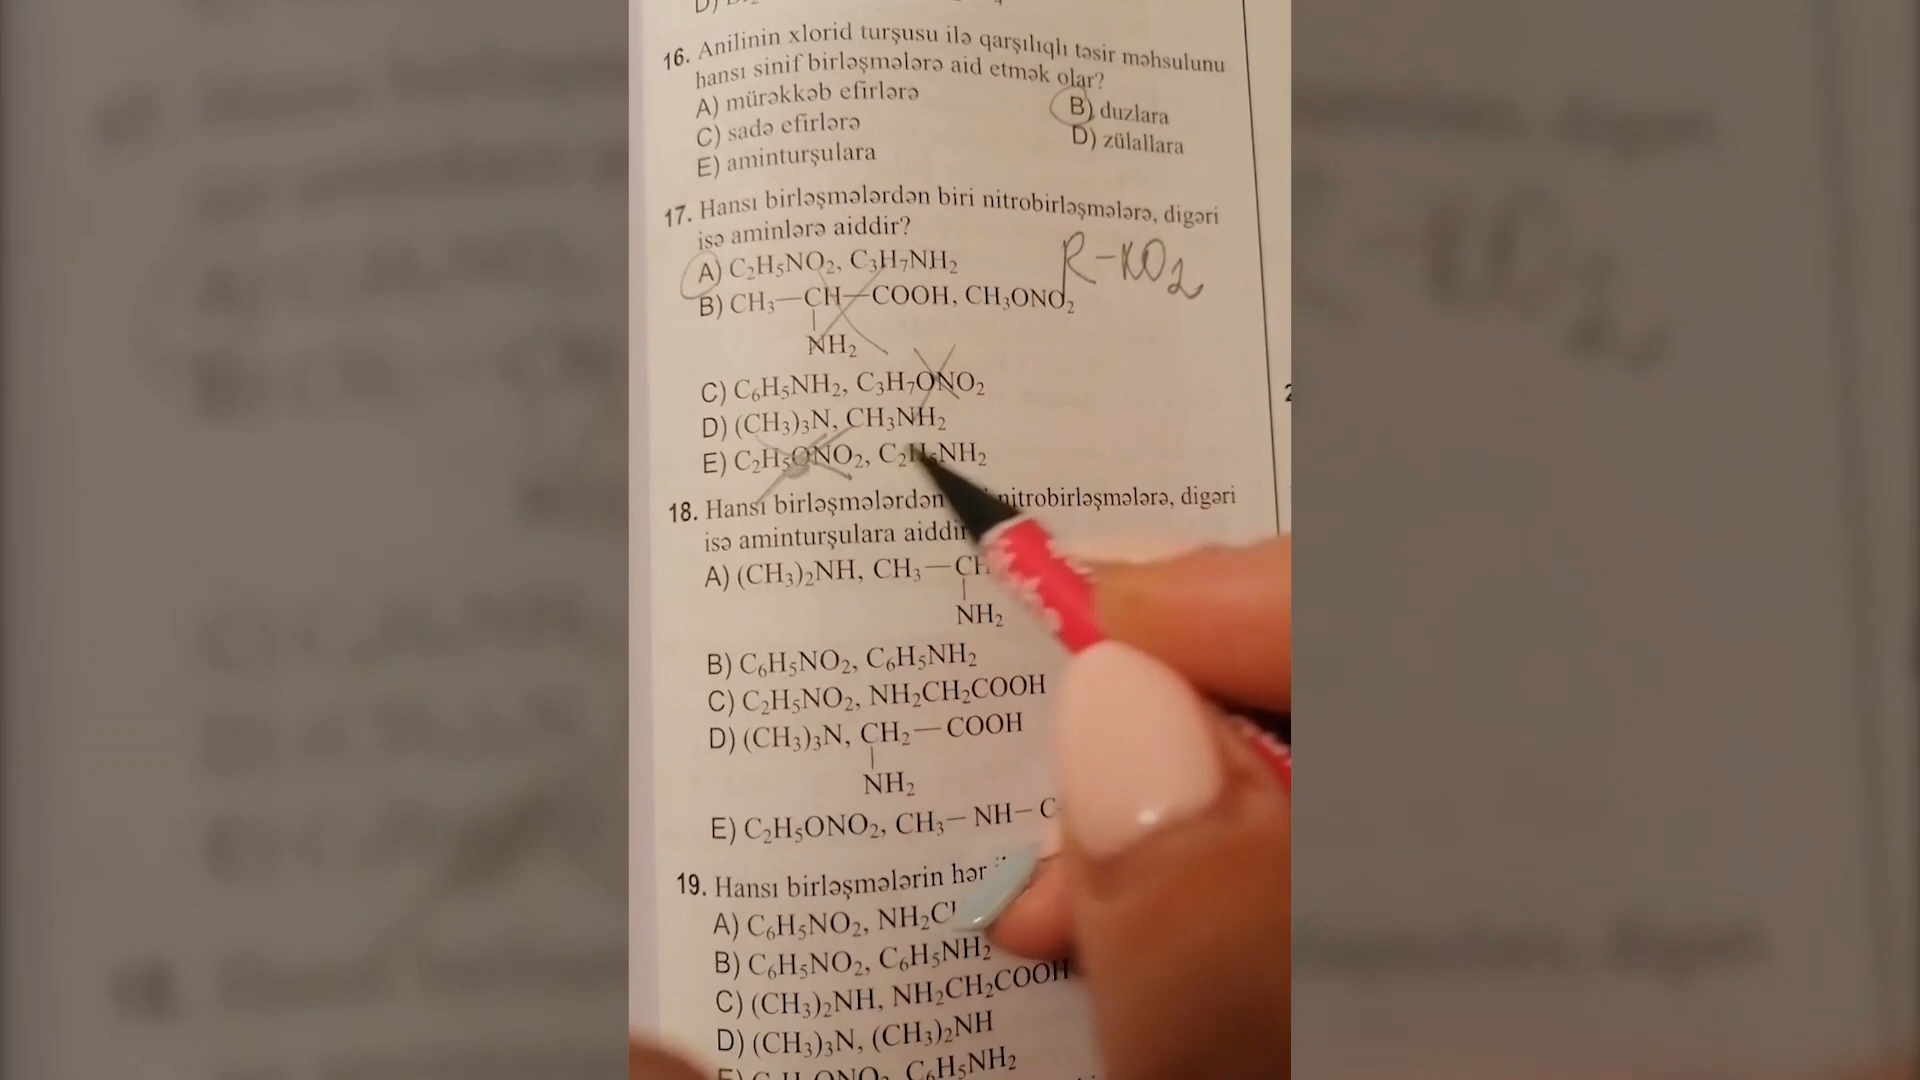 16. Anilinin xlorid turşusu ilə qarşılıqlı təsir məhsulunu
hansı sinif birləşmələrə aid etmək olar?
A) mürəkkəb efirlərə B) duzlara
C) sadə efirlərə D) zülallara
E) aminturşulara
17. Hansı birləşmələrdən biri nitrobirləşmələrə, digəri
isə aminlərə aiddir?
A) C₂H₅NO₂, C₃H₇NH₂ R-NO₂
B) CH₃—CH—COOH, CH₃ONO₂
|
NH₂
C) C₆H₅NH₂, C₃H₇ONO₂
D) (CH₃)₃N, CH₃NH₂
E) C₂H₅ONO₂, C₂H₅NH₂
18. Hansı birləşmələrdən nitrobirləşmələrə, digəri
isə aminturşulara
A) (CH₃)₂NH, CH₃—CH
|
NH₂
B) C₆H₅NO₂, C₆H₅NH₂
C) C₂H₅NO₂, NH₂CH₂COOH
D) (CH₃)₃N, CH₂—COOH
|
NH₂
E) C₂H₅ONO₂, CH₃—NH—C
19. Hansı birləşmələrin hər
A) C₆H₅NO₂,
B) C₆H₅NO₂, C₆H₅NH₂
C) (CH₃)₂NH, NH₂CH₂COOH
D) (CH₃)₃N, (CH₃)₂NH
C₆H₅NH₂